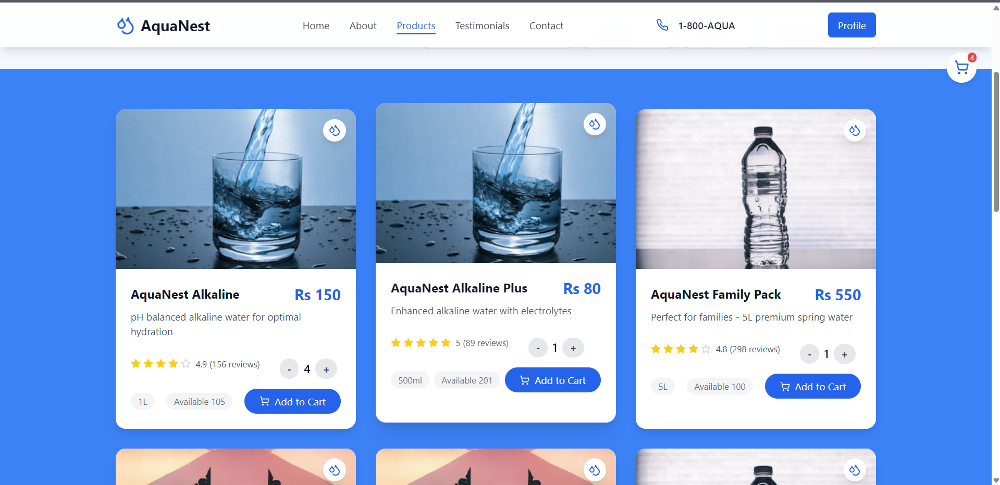 AquaNest
Home About Products Testimonials Contact
1-800-AQUA
Profile
4
AquaNest Alkaline Rs 150
pH balanced alkaline water for optimal
hydration
4.9 (156 reviews) - 4 +
1L Available 105 Add to Cart
AquaNest Alkaline Plus Rs 80
Enhanced alkaline water with electrolytes
5 (89 reviews) - 1 +
500ml Available 201 Add to Cart
AquaNest Family Pack Rs 550
Perfect for families - 5L premium spring water
4.8 (298 reviews) - 1 +
5L Available 100 Add to Cart